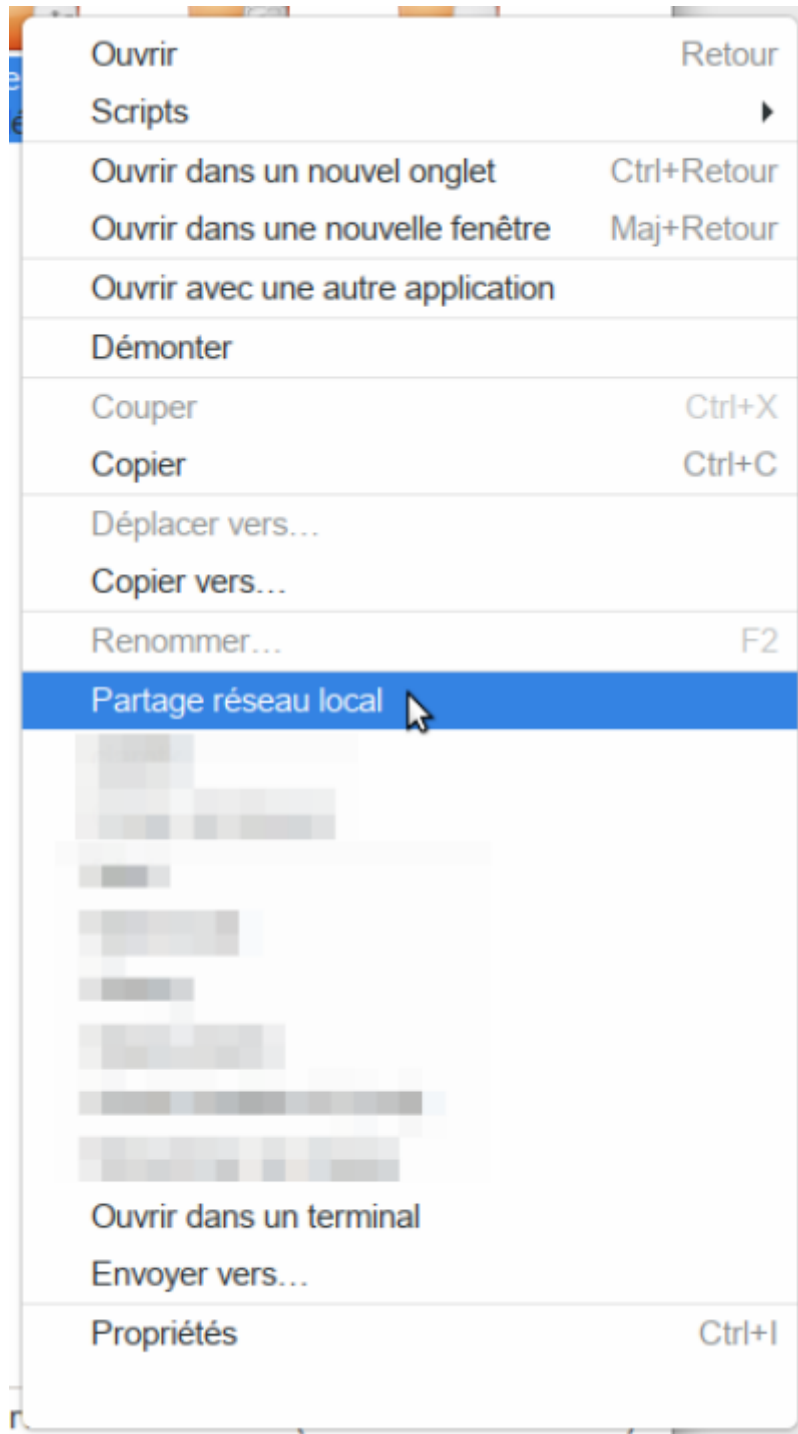 Ouvrir Retour
Scripts
Ouvrir dans un nouvel onglet Ctrl+Retour
Ouvrir dans une nouvelle fenêtre Maj+Retour
Ouvrir avec une autre application
Démonter
Couper Ctrl+X
Copier Ctrl+C
Déplacer vers…
Copier vers…
Renommer… F2
Partage réseau local
Ouvrir dans un terminal
Envoyer vers…
Propriétés Ctrl+I